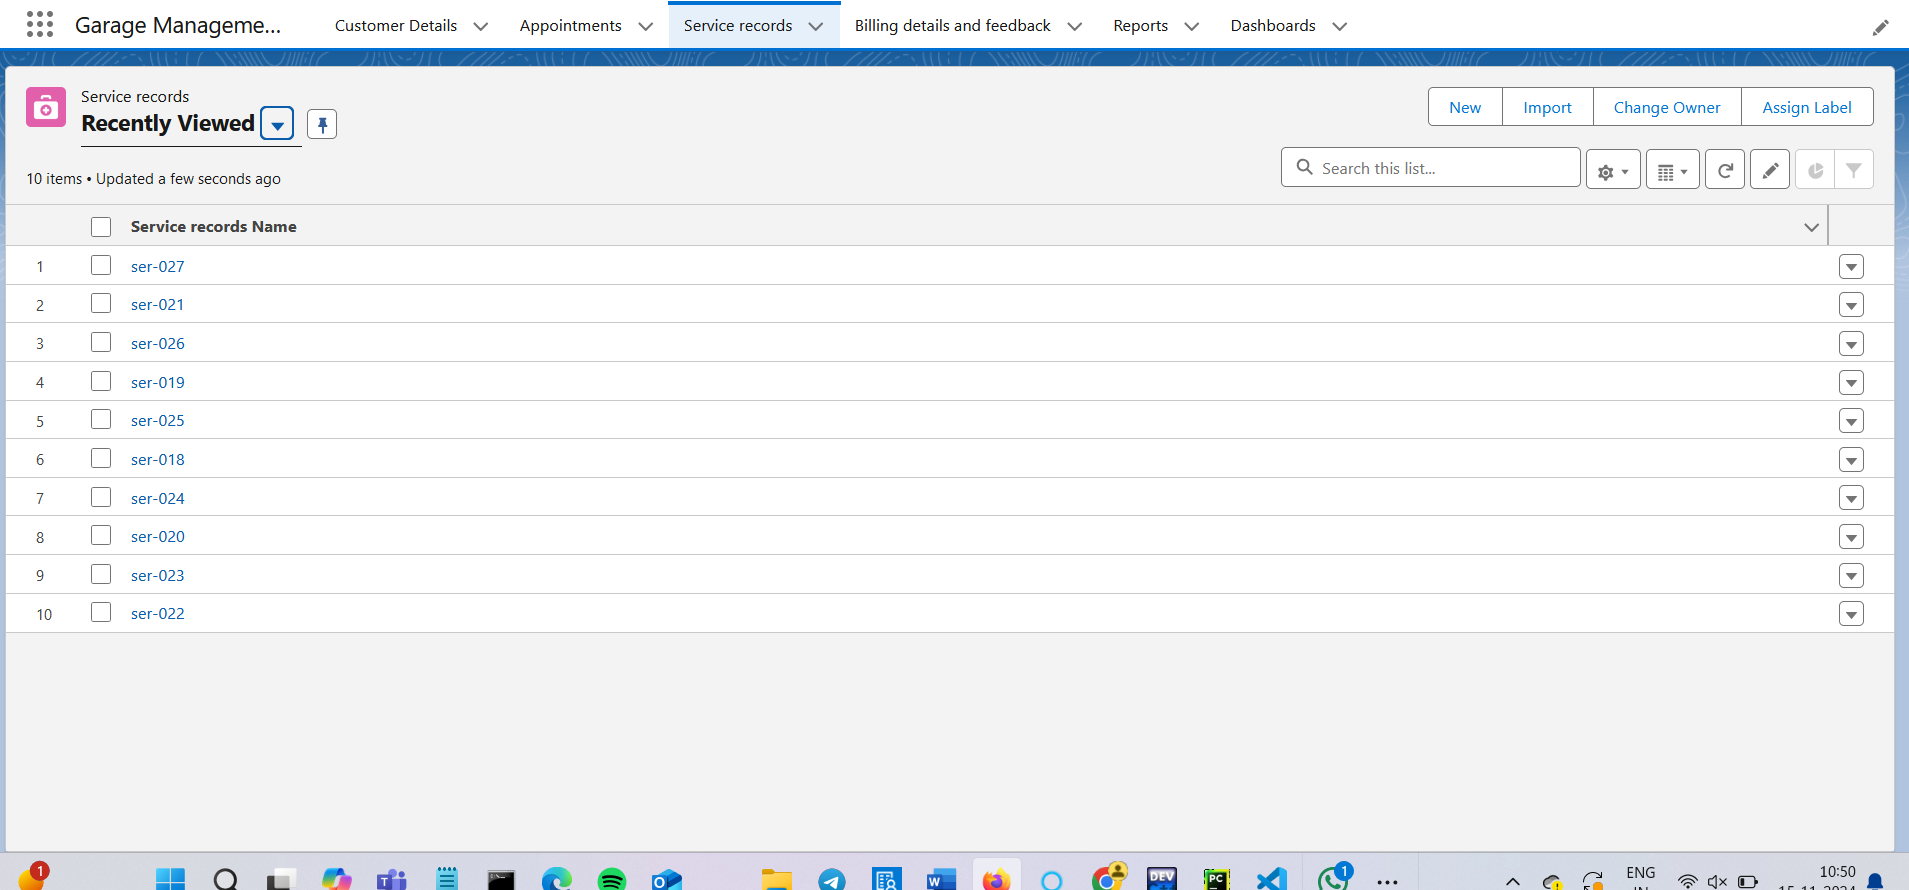 Garage Manageme...
Customer Details
Appointments
Service records
Billing details and feedback
Reports
Dashboards
Service records
Recently Viewed
New
Import
Change Owner
Assign Label
10 items • Updated a few seconds ago
Search this list...
Service records Name
1 ser-027
2 ser-021
3 ser-026
4 ser-019
5 ser-025
6 ser-018
7 ser-024
8 ser-020
9 ser-023
10 ser-022
1
T
O
W
DEV
PC
1
ENG
10:50